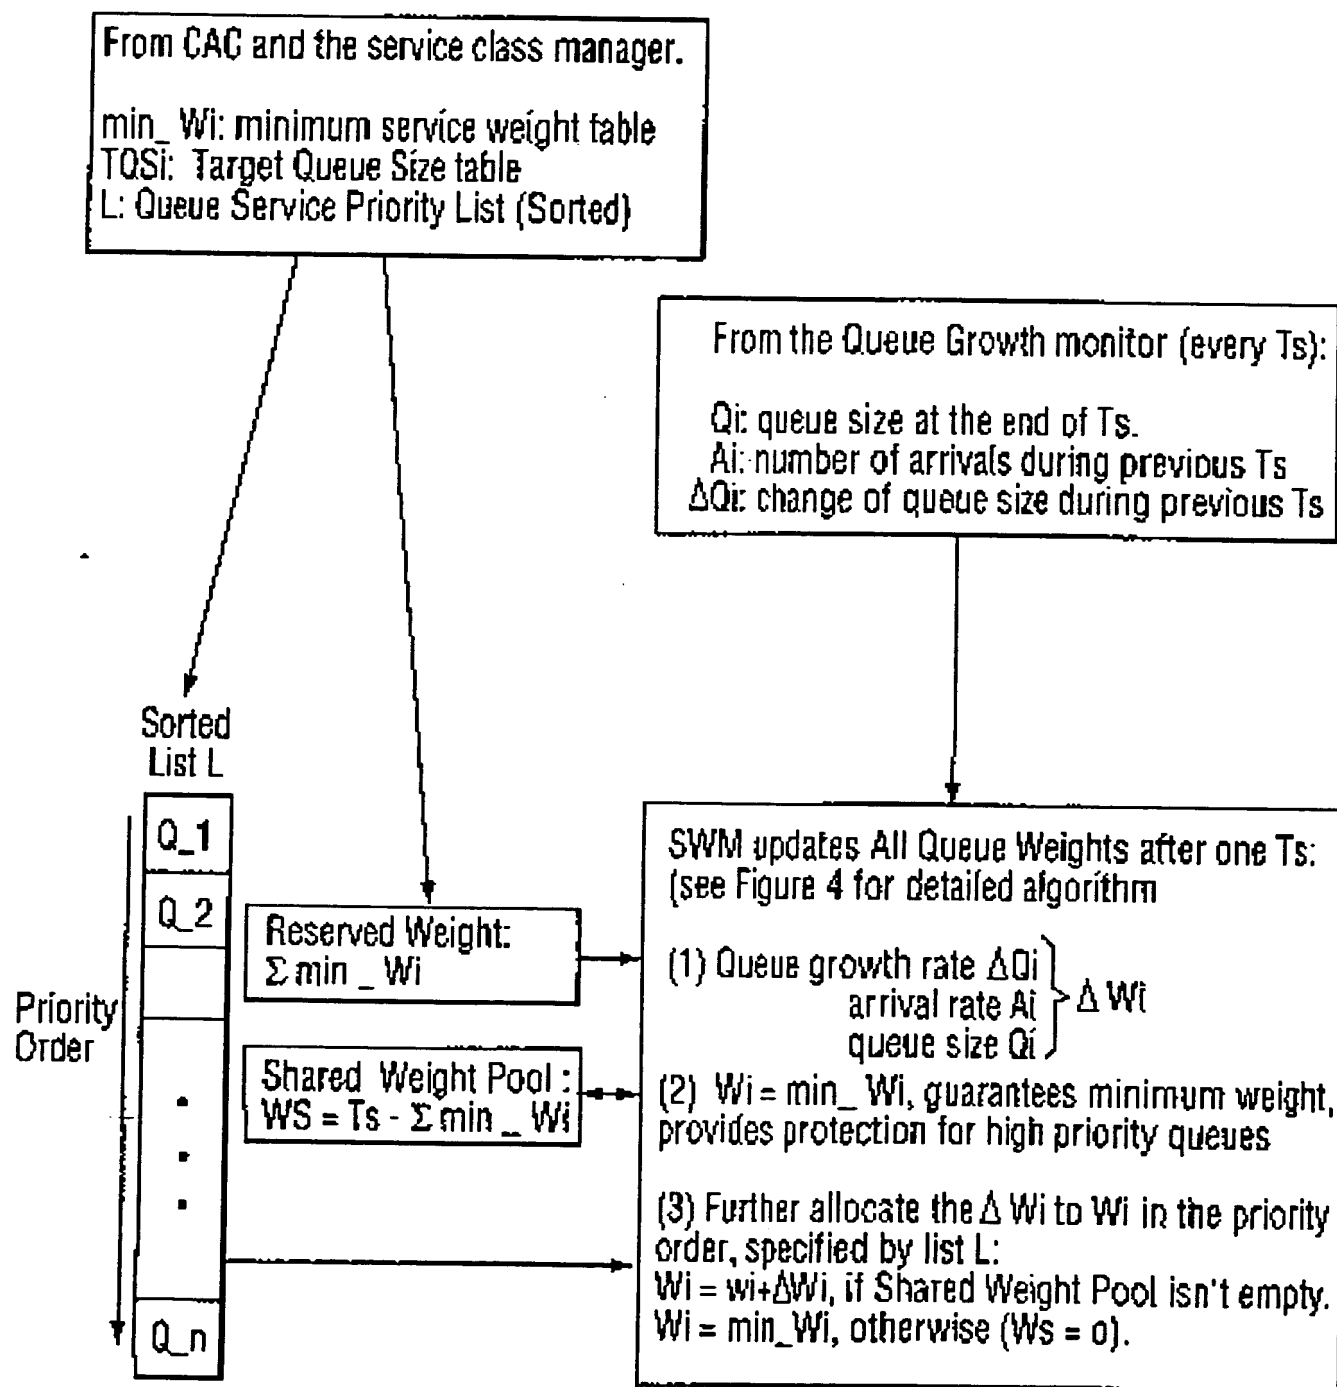 From CAC and the service class manager.
min_ Wi: minimum service weight table
TQSi: Target Queue Size table
L: Queue Service Priority List (Sorted)
From the Queue Growth monitor (every Ts):
Qi: queue size at the end of Ts.
Ai: number of arrivals during previous Ts
ΔQi: change of queue size during previous Ts
Sorted
List L
Q_1
Q_2
Q_n
Priority
Order
Reserved Weight:
Σ min _ Wi
Shared Weight Pool :
WS = Ts - Σ min _ Wi
SWM updates All Queue Weights after one Ts:
(see Figure 4 for detailed algorithm
(1) Queue growth rate ΔQi
arrival rate Ai
queue size Qi
Δ Wi
(2) Wi = min_ Wi, guarantees minimum weight,
provides protection for high priority queues
(3) Further allocate the Δ Wi to Wi in the priority
order, specified by list L:
Wi = wi+ΔWi, if Shared Weight Pool isn't empty.
Wi = min_Wi, otherwise (Ws = o).